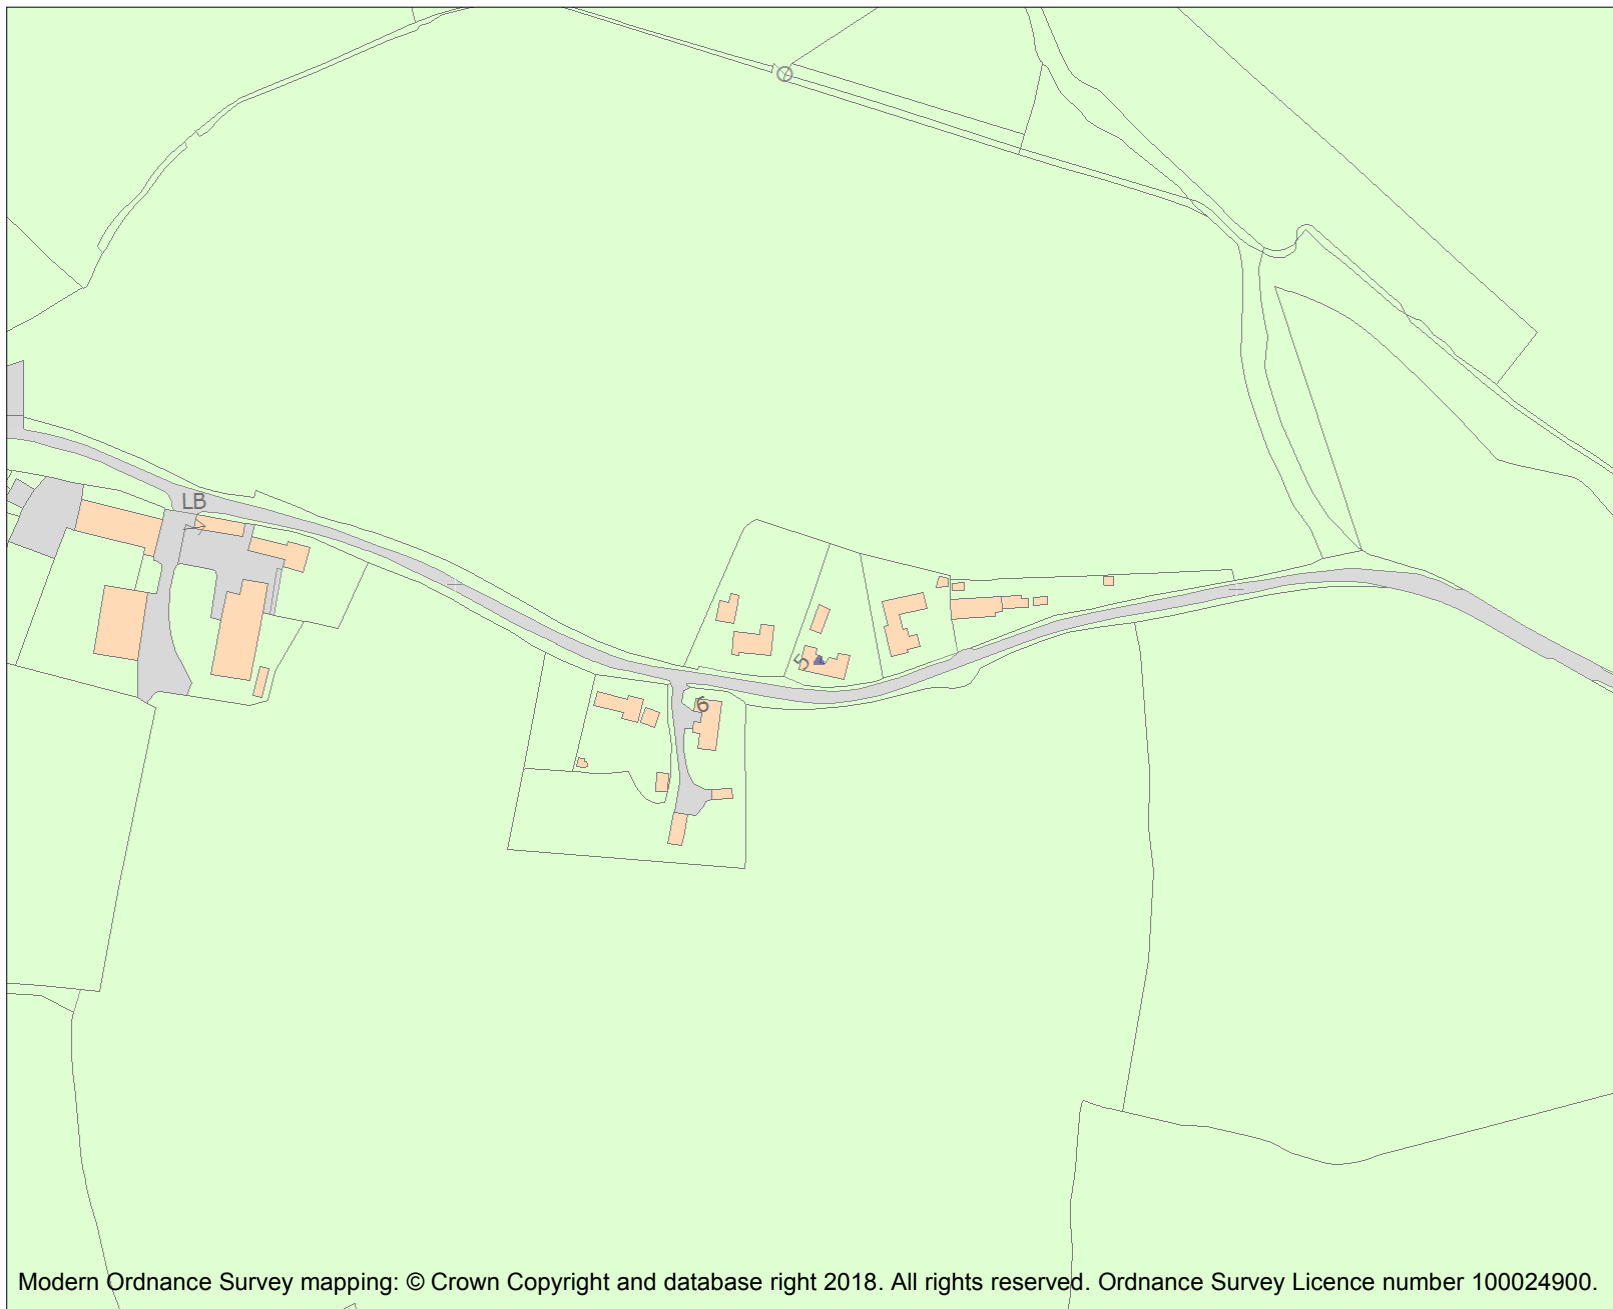 LB
5
6
Modern Ordnance Survey mapping: © Crown Copyright and database right 2018. All rights reserved. Ordnance Survey Licence number 100024900.